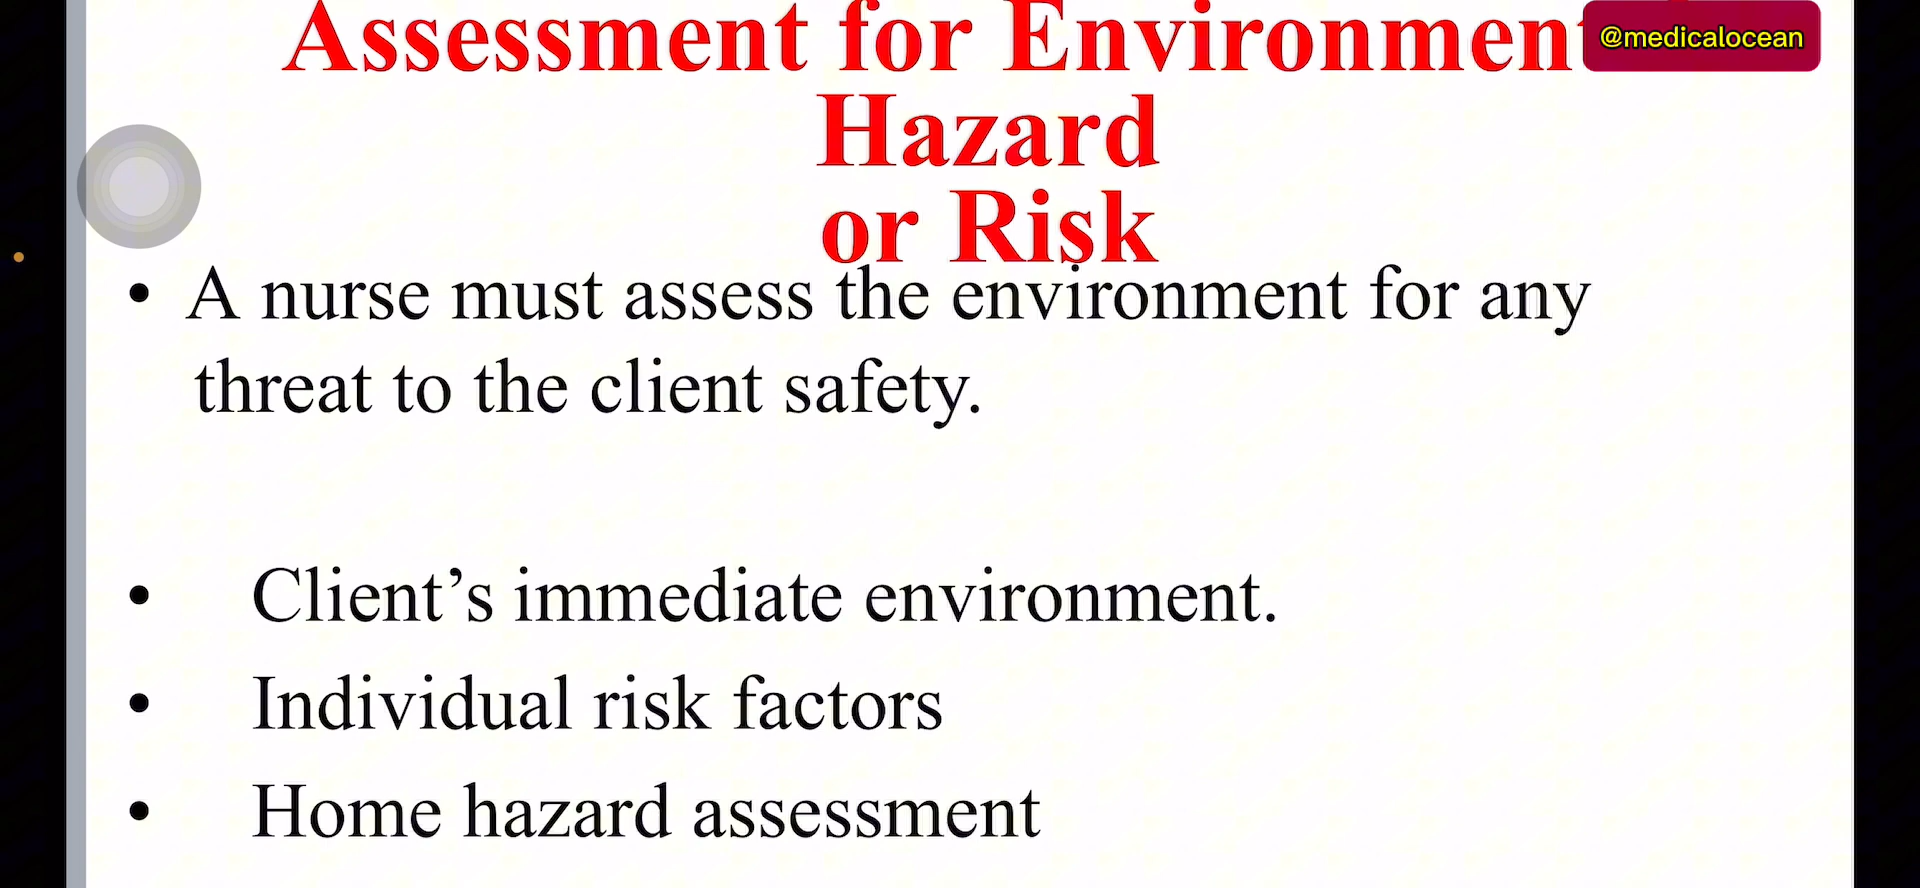 Assessment for Environment
@medicalocean
Hazard
or Risk
• A nurse must assess the environment for any
threat to the client safety.
• Client’s immediate environment.
• Individual risk factors
• Home hazard assessment